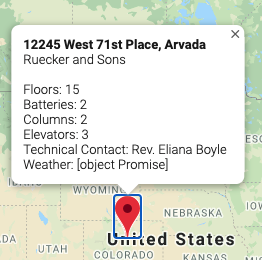 12245 West 71st Place, Arvada
Ruecker and Sons
Floors: 15
Batteries: 2
Columns: 2
Elevators: 3
Technical Contact: Rev. Eliana Boyle
Weather: [object Promise]
WYOMING
NEBRASKA
UTAH
United States
COLORADO
KANSAS